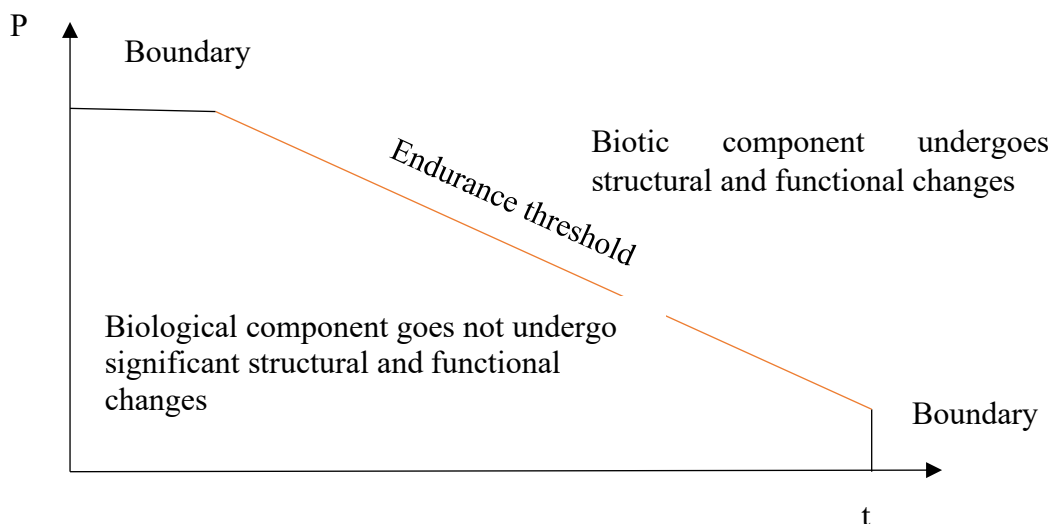 P
Boundary
Endurance threshold
Biotic component undergoes
structural and functional changes
Biological component goes not undergo
significant structural and functional
changes
Boundary
t